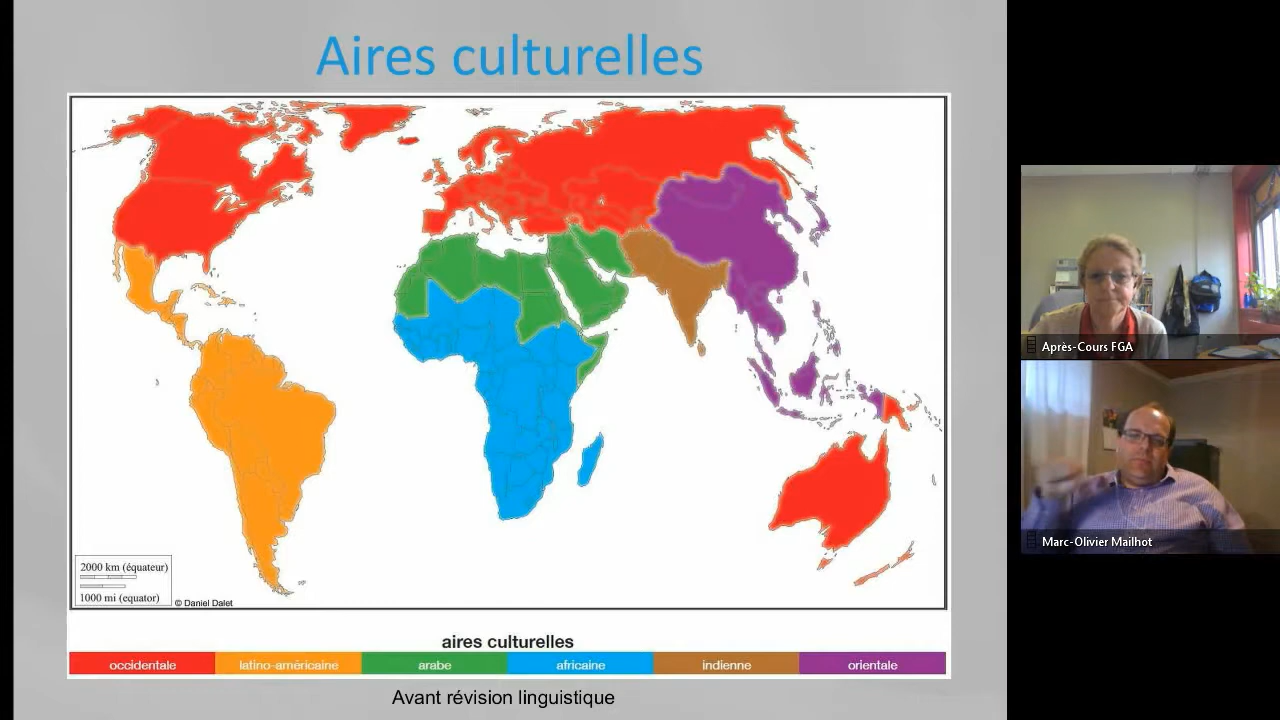 Aires culturelles
2000 km (équateur)
1000 mi (equator)
© Daniel Dalet
aires culturelles
occidentale
latino-américaine
arabe
africaine
indienne
orientale
Avant révision linguistique
Après-Cours FGA
Marc-Olivier Mailhot